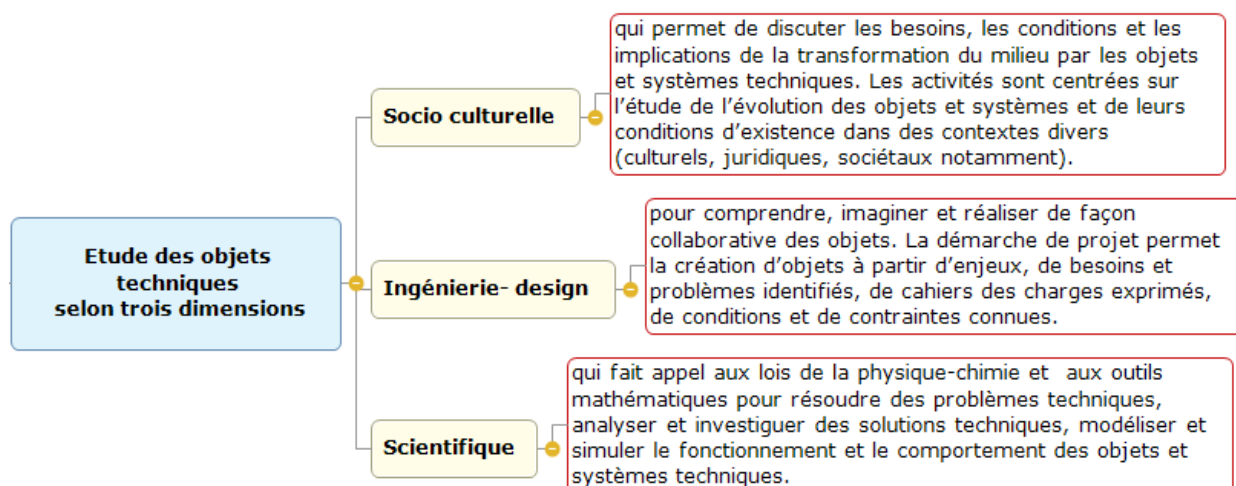 Etude des objets
techniques
selon trois dimensions
Socio culturelle
qui permet de discuter les besoins, les conditions et les
implications de la transformation du milieu par les objets
et systèmes techniques. Les activités sont centrées sur
l'étude de l'évolution des objets et systèmes et de leurs
conditions d'existence dans des contextes divers
(culturels, juridiques, sociétaux notamment).
Ingénierie- design
pour comprendre, imaginer et réaliser de façon
collaborative des objets. La démarche de projet permet
la création d'objets à partir d'enjeux, de besoins et
problèmes identifiés, de cahiers des charges exprimés,
de conditions et de contraintes connues.
Scientifique
qui fait appel aux lois de la physique-chimie et aux outils
mathématiques pour résoudre des problèmes techniques,
analyser et investiguer des solutions techniques, modéliser et
simuler le fonctionnement et le comportement des objets et
systèmes techniques.